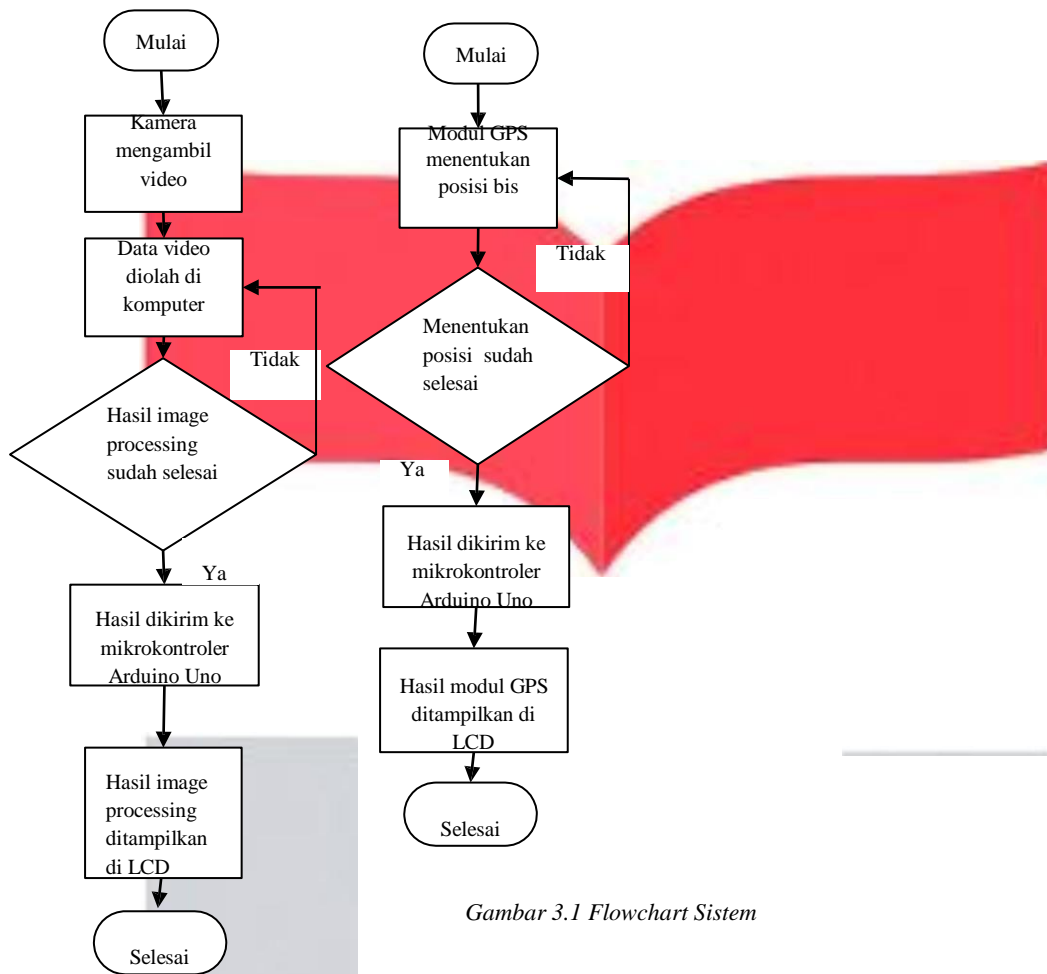 Mulai
Kamera
mengambil
video
Data video
diolah di
komputer
Tidak
Hasil image
processing
sudah selesai
Ya
Hasil dikirim ke
mikrokontroler
Arduino Uno
Hasil image
processing
ditampilkan
di LCD
Selesai
Mulai
Modul GPS
menentukan
posisi bis
Tidak
Menentukan
posisi sudah
selesai
Ya
Hasil dikirim ke
mikrokontroler
Arduino Uno
Hasil modul GPS
ditampilkan di
LCD
Selesai
Gambar 3.1 Flowchart Sistem